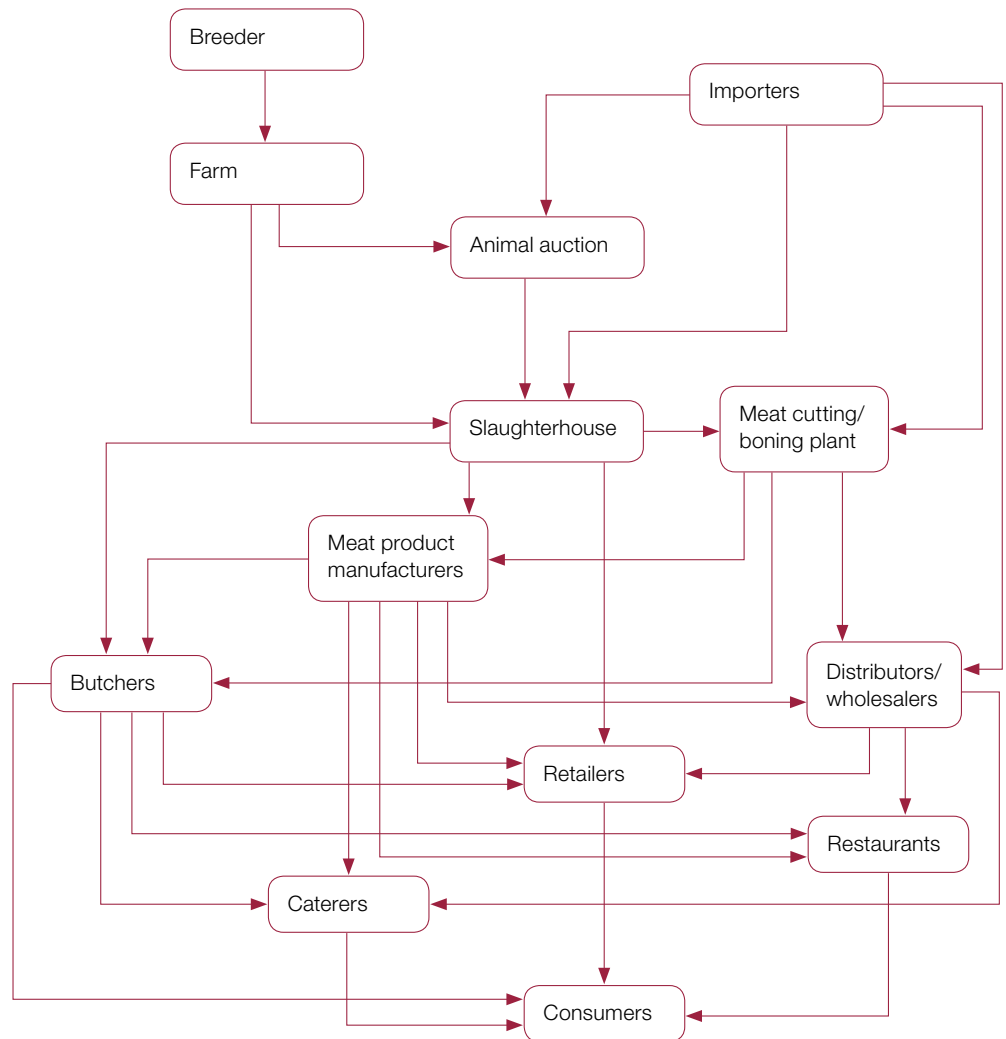 Breeder
Importers
Farm
Animal auction
Meat cutting/
boning plant
Slaughterhouse
Meat product
manufacturers
Butchers
Distributors/
wholesalers
Retailers
Restaurants
Caterers
Consumers